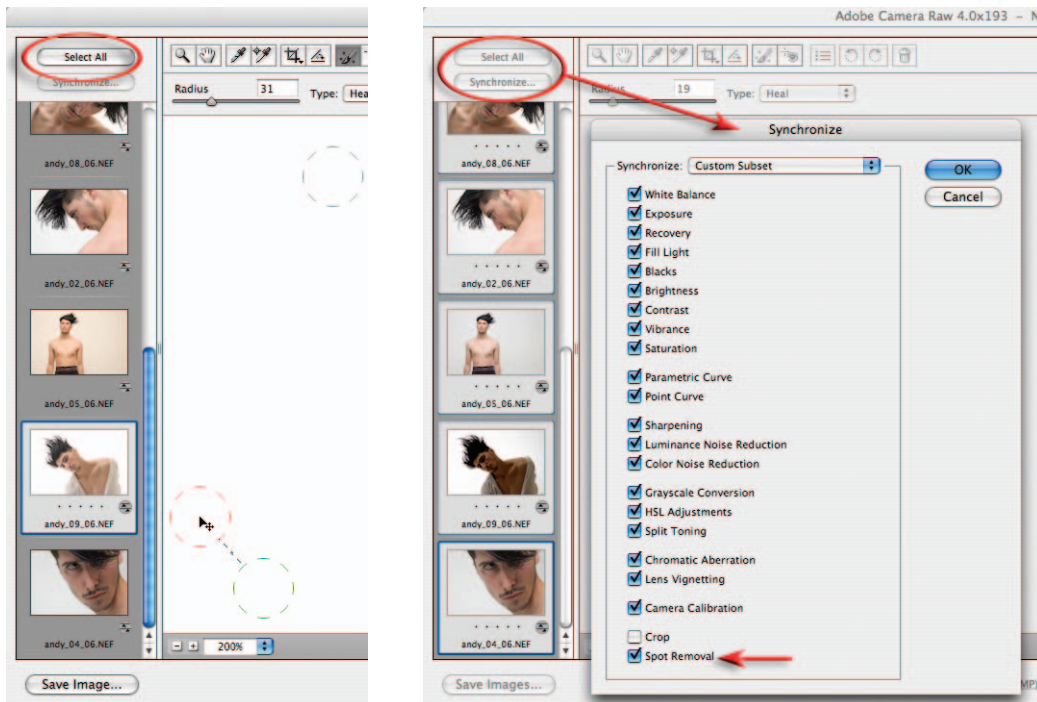 Select All
Synchronize...
Radius 31 Type: Hea
andy_08_06.NEF
andy_02_06.NEF
andy_05_06.NEF
andy_09_06.NEF
andy_04_06.NEF
200%
Save Image...
Adobe Camera Raw 4.0x193 – N
Select All
Synchronize...
Radius 19 Type: Heal
andy_08_06.NEF
andy_02_06.NEF
andy_05_06.NEF
andy_09_06.NEF
andy_04_06.NEF
Save Images...
Synchronize
Synchronize: Custom Subset
OK
Cancel
White Balance
Exposure
Recovery
Fill Light
Blacks
Brightness
Contrast
Vibrance
Saturation
Parametric Curve
Point Curve
Sharpening
Luminance Noise Reduction
Color Noise Reduction
Grayscale Conversion
HSL Adjustments
Split Toning
Chromatic Aberration
Lens Vignetting
Camera Calibration
Crop
Spot Removal
MP)